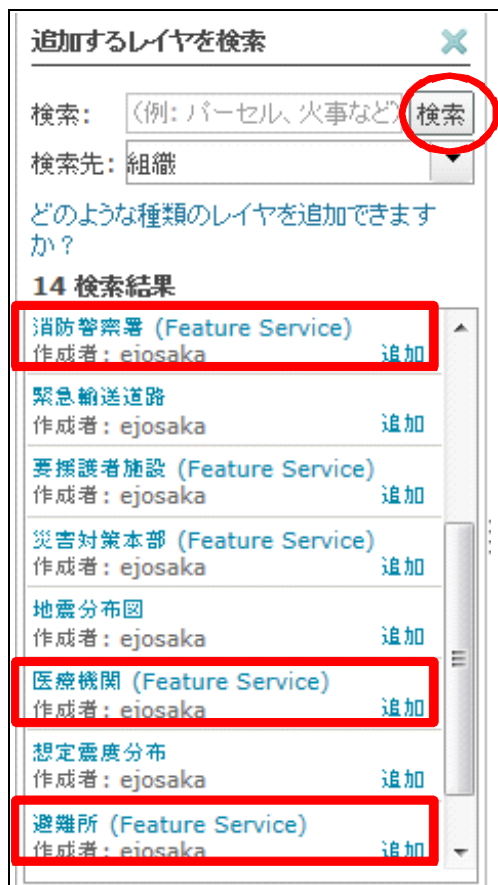 追加するレイヤを検索
検索: (例: パーセル、火事など) 検索
検索先: 組織
どのような種類のレイヤを追加できます
か？
14 検索結果
消防警察署 (Feature Service)
作成者: ejosaka 追加
緊急輸送道路
作成者: ejosaka 追加
要援護者施設 (Feature Service)
作成者: ejosaka 追加
災害対策本部 (Feature Service)
作成者: ejosaka 追加
地震分布図
作成者: ejosaka 追加
医療機関 (Feature Service)
作成者: ejosaka 追加
想定震度分布
作成者: ejosaka 追加
避難所 (Feature Service)
作成者: ejosaka 追加